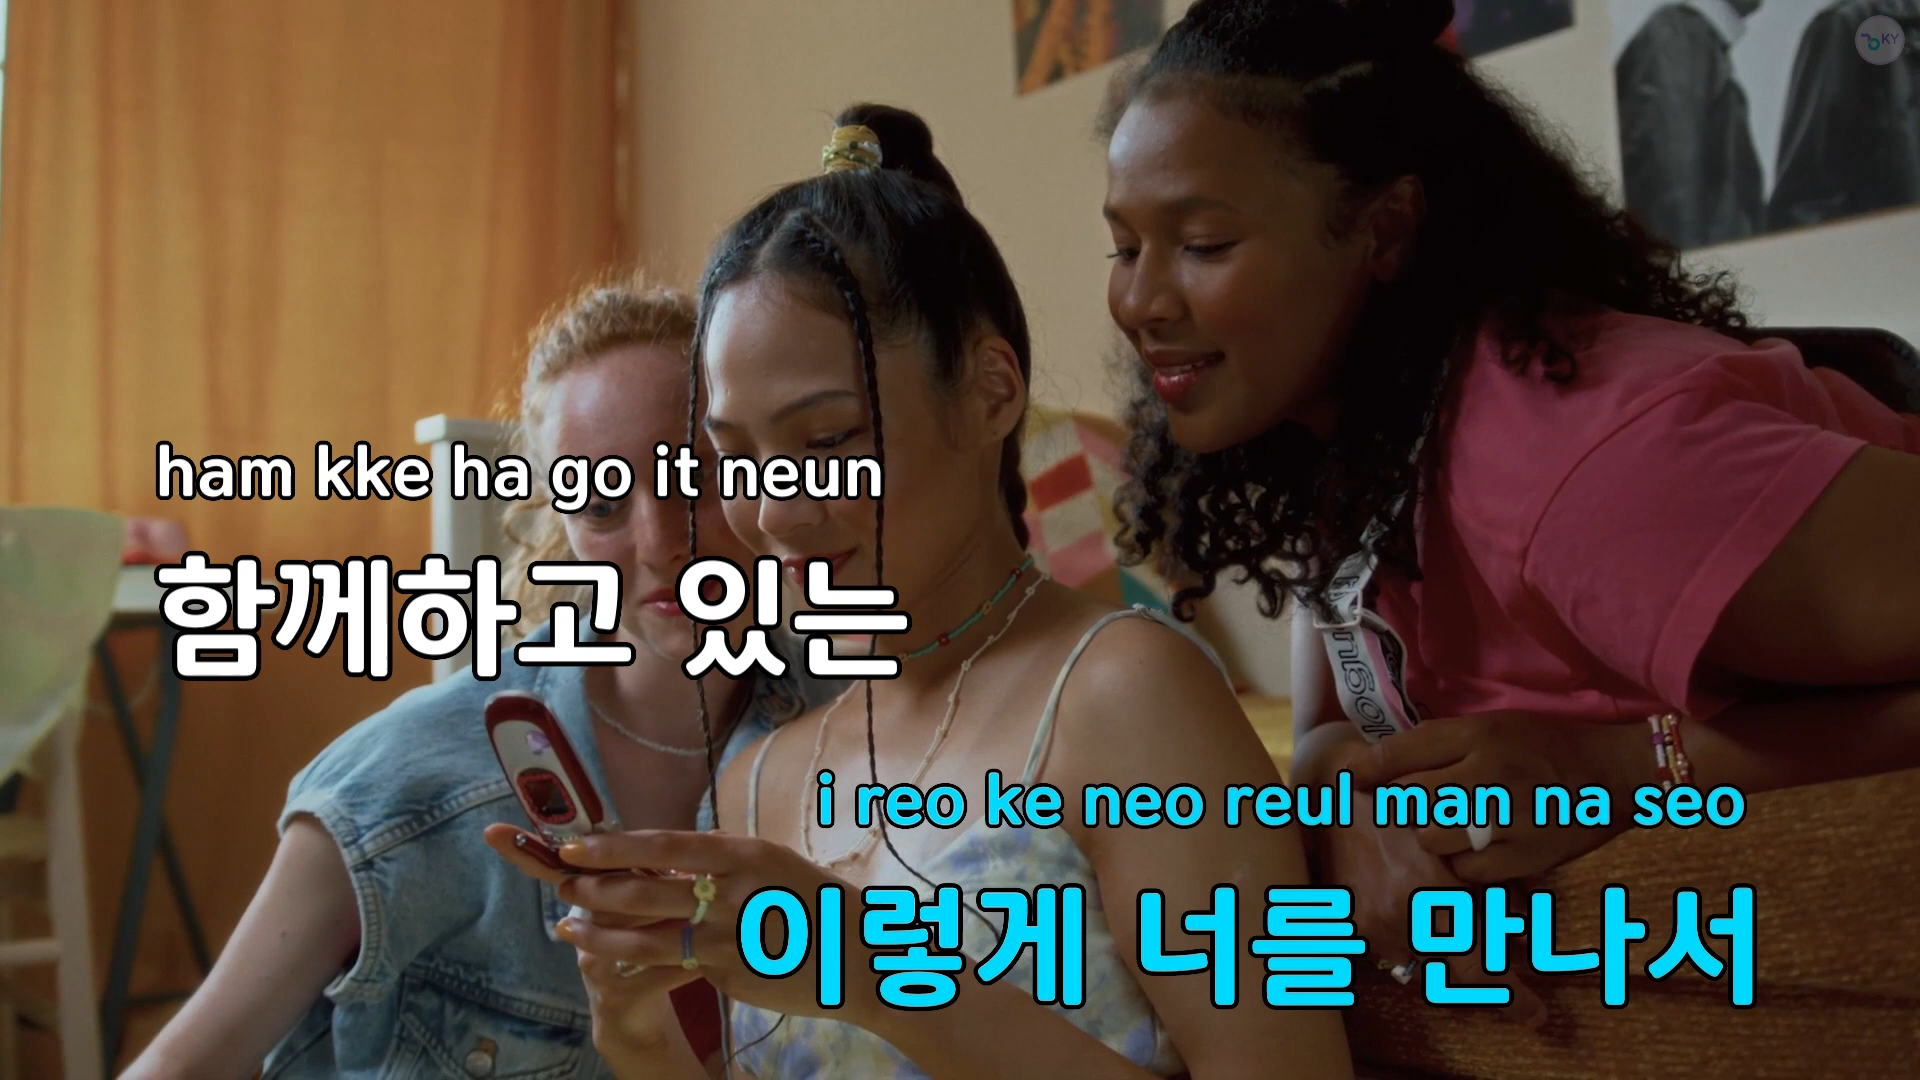 KY
ham kke ha go it neun
함께하고 있는
i reo ke neo reul man na seo
이렇게 너를 만나서